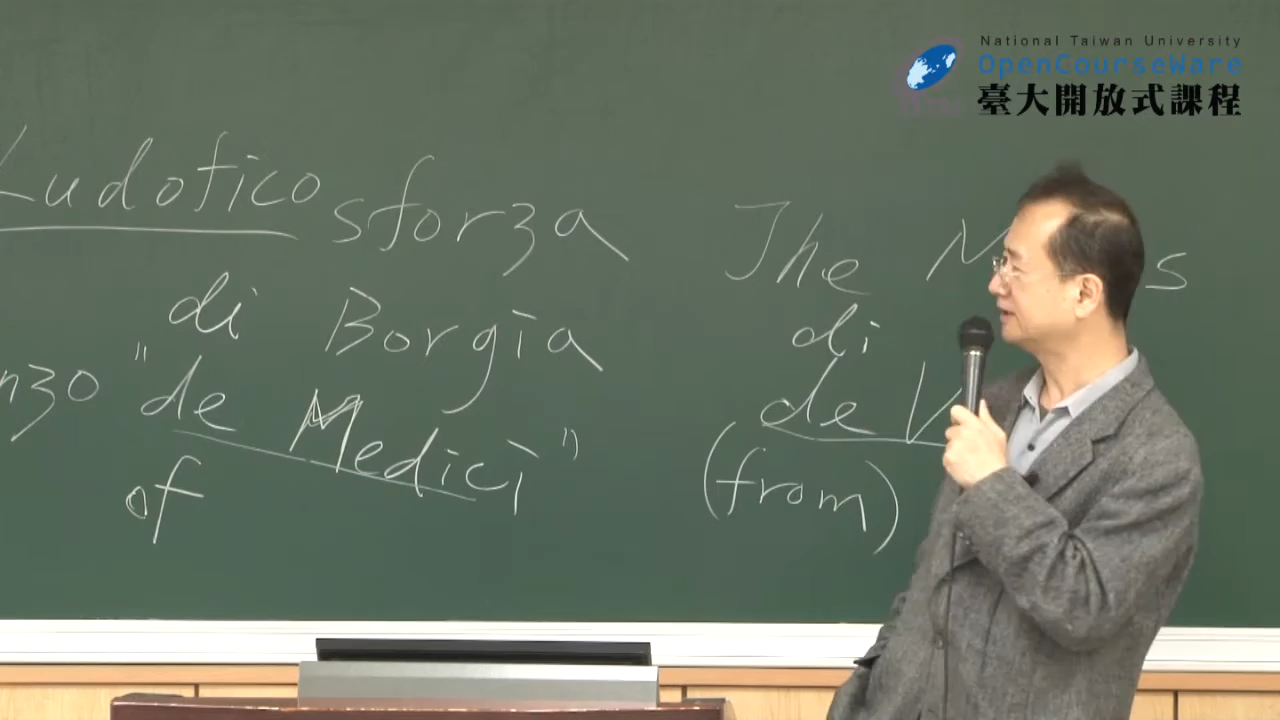 National Taiwan University
OpenCourseWare
臺大開放式課程
Ludofico sforza
di Borgia
nzo "de Medici"
of
The M s
di
de V
(from)